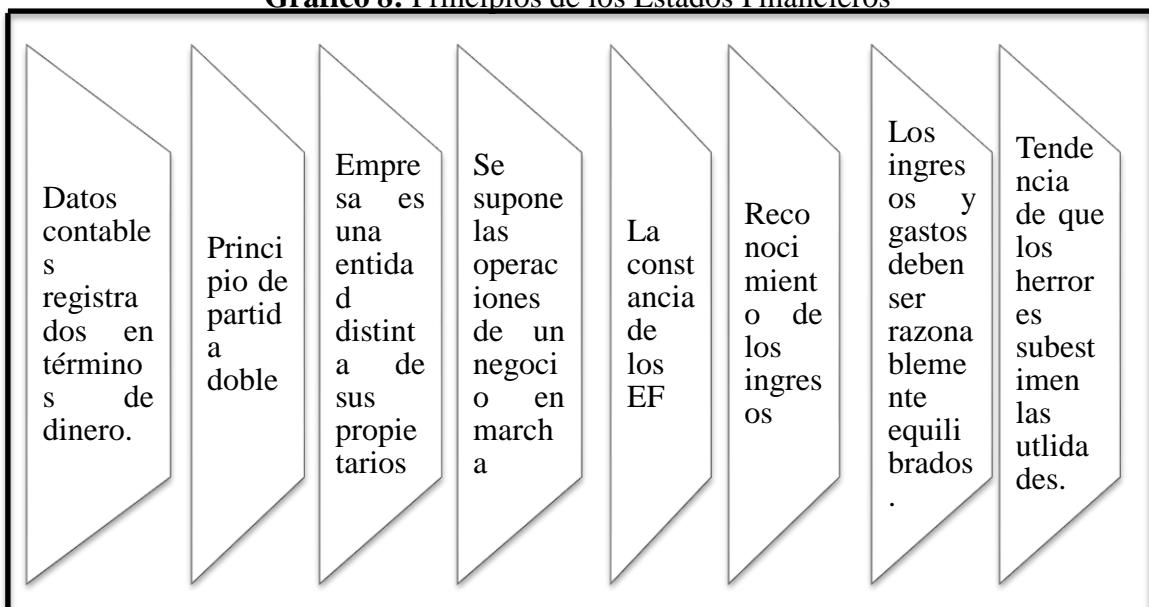 Gráfico 8: Principios de los Estados Financieros
Datos
contable
s
registra
dos en
término
s de
dinero.
Princi
pio de
partid
a
doble
Empre
sa es
una
entida
d
distint
a de
sus
propie
tarios
Se
supone
las
operac
iones
de un
negoci
o en
march
a
La
const
ancia
de
los
EF
Reco
noci
mient
o de
los
ingres
os
Los
ingres
os y
gastos
deben
ser
razona
bleme
nte
equili
brados
.
Tende
ncia
de que
los
herror
es
subest
imen
las
utlida
des.